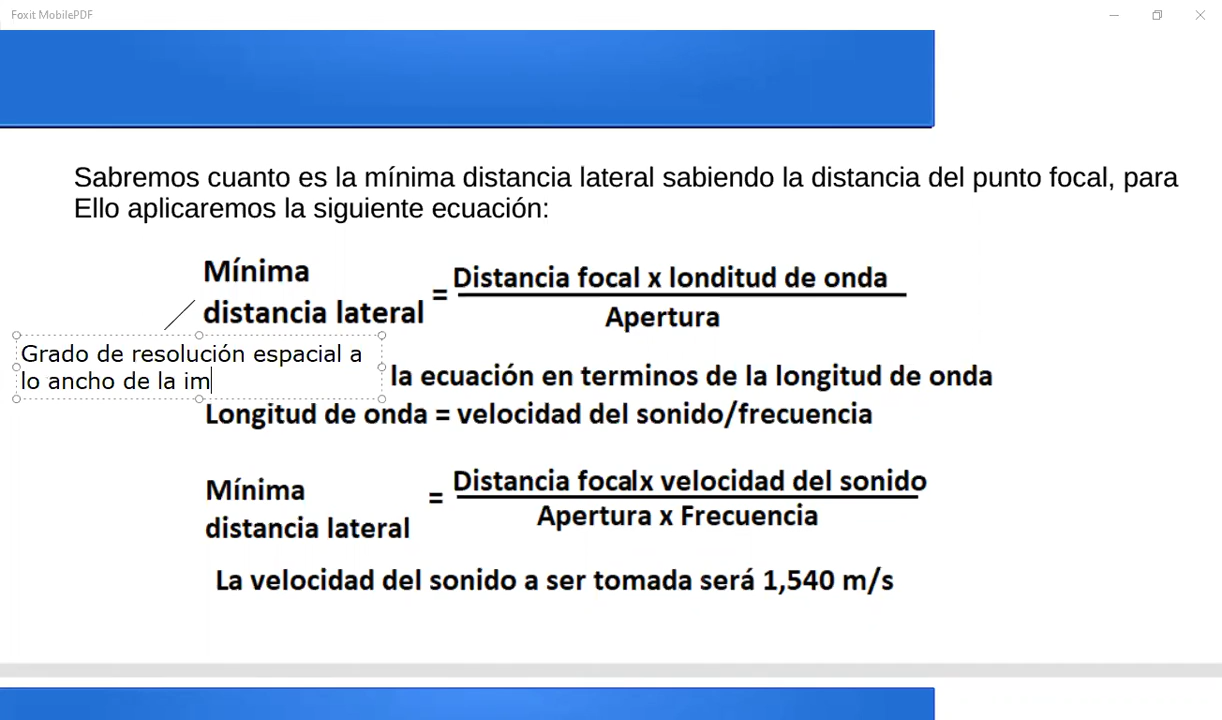 Foxit MobilePDF
Sabremos cuanto es la mínima distancia lateral sabiendo la distancia del punto focal, para
Ello aplicaremos la siguiente ecuación:
Mínima
distancia lateral = Distancia focal x londitud de onda
Apertura
Grado de resolución espacial a
lo ancho de la im
la ecuación en terminos de la longitud de onda
Longitud de onda = velocidad del sonido/frecuencia
Mínima
distancia lateral = Distancia focalx velocidad del sonido
Apertura x Frecuencia
La velocidad del sonido a ser tomada será 1,540 m/s